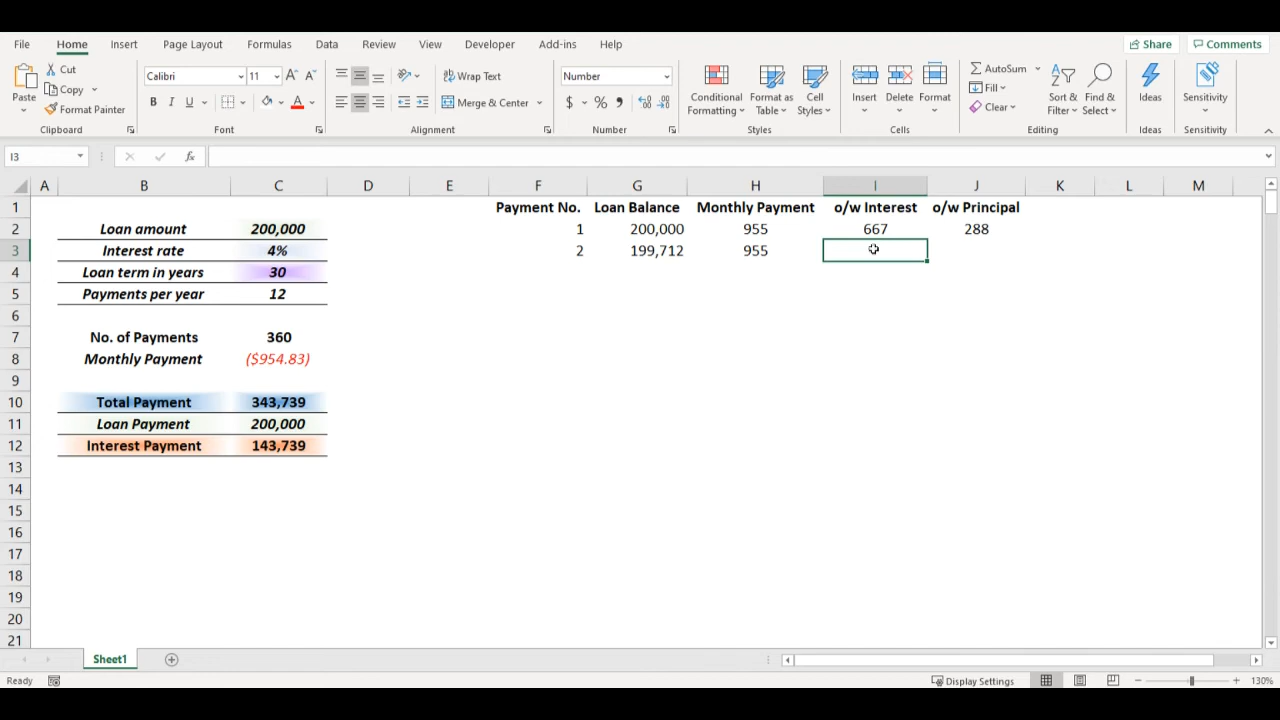 File Home Insert Page Layout Formulas Data Review View Developer Add-ins Help Share Comments
Paste Cut Copy Format Painter Clipboard
Calibri 11 A A B I U A Font
Wrap Text Merge & Center Alignment
Number $ % Number
Conditional Formatting Format as Table Cell Styles Styles
Insert Delete Format Cells
AutoSum Fill Clear Sort & Filter Find & Select Editing
Ideas Ideas
Sensitivity Sensitivity
I3 fx
A B C D E F G H I J K L M
1 Payment No. Loan Balance Monthly Payment o/w Interest o/w Principal
2 Loan amount 200,000 1 200,000 955 667 288
3 Interest rate 4% 2 199,712 955
4 Loan term in years 30
5 Payments per year 12
6
7 No. of Payments 360
8 Monthly Payment ($954.83)
9
10 Total Payment 343,739
11 Loan Payment 200,000
12 Interest Payment 143,739
13
14
15
16
17
18
19
20
21
Sheet1
Ready Display Settings 130%